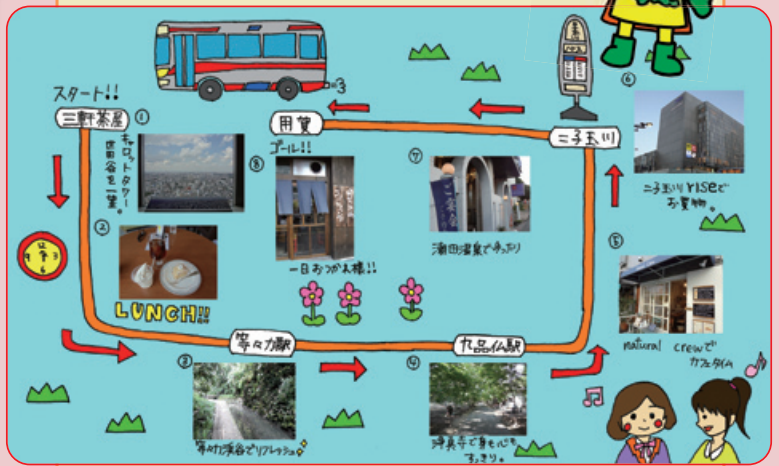 スタート!!
三軒茶屋
①
キャロットタワー
世田谷を一望。
②
LUNCH!!
等々力駅
③
等々力渓谷でリフレッシュ
九品仏駅
④
浄真寺で身も心も
すっきり。
⑤
natural crewで
カフェタイム
二子玉川
⑥
二子玉川riseで
お買物。
⑦
瀬田温泉でゆったり
用賀
ゴール!!
⑧
一日おつかれ様!!